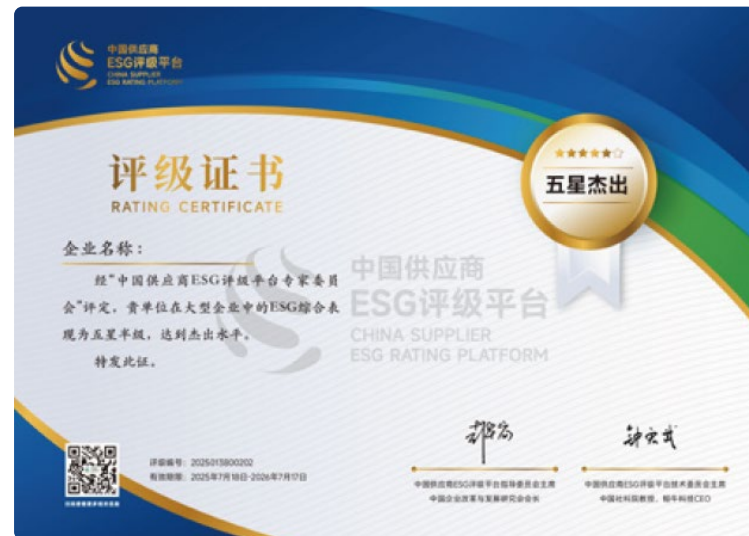 中国供应商
ESG评级平台
CHINA SUPPLIER
ESG RATING PLATFORM
五星杰出
评级证书
RATING CERTIFICATE
企业名称：
经“中国供应商ESG评级平台专家委员
会”评定，贵单位在大型企业中的ESG综合表
现为五星半级，达到杰出水平。
特发此证。
中国供应商
ESG评级平台
CHINA SUPPLIER
ESG RATING PLATFORM
评级编号：2025013800202
有效期限：2025年7月18日-2026年7月17日
中国供应商ESG评级平台指导委员会主席
中国企业改革与发展研究会会长
钟宏武
中国供应商ESG评级平台技术委员会主席
中国社科院教授、蜗牛科技CEO